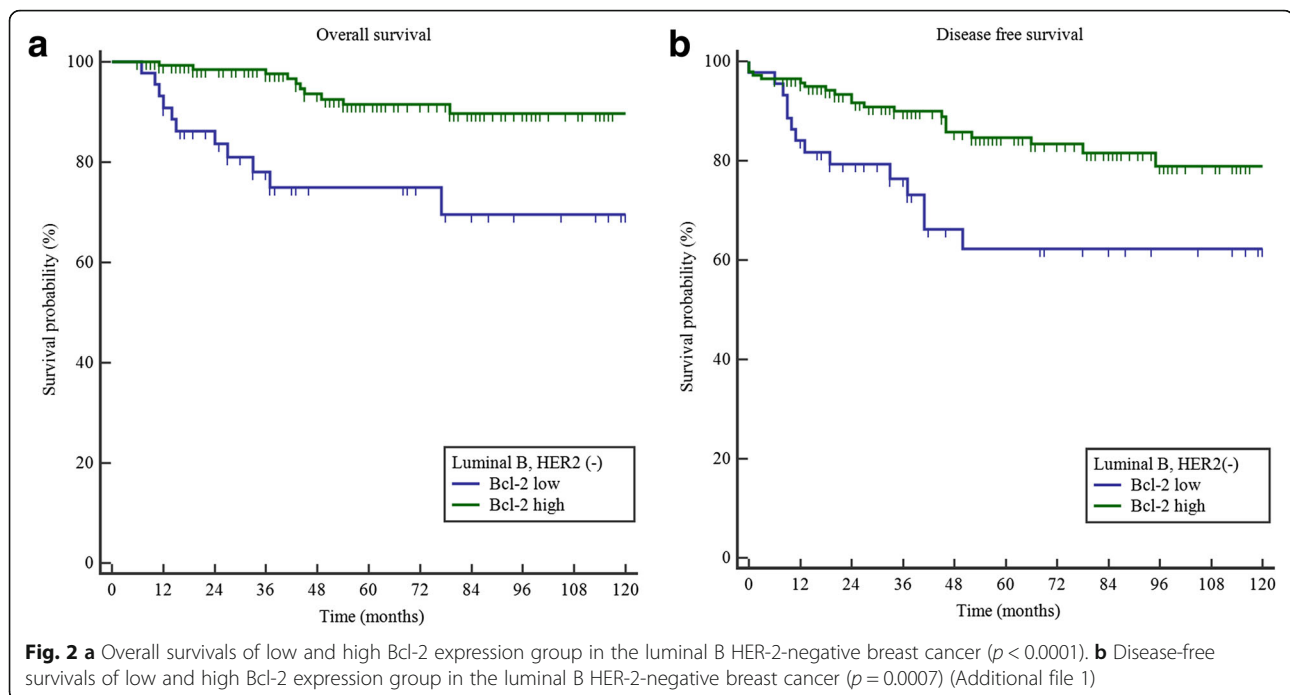 a
Overall survival
100
80
60
40
20
0
Survival probability (%)
0 12 24 36 48 60 72 84 96 108 120
Time (months)
Luminal B, HER2 (-)
Bcl-2 low
Bcl-2 high
b
Disease free survival
100
80
60
40
20
0
Survival probability (%)
0 12 24 36 48 60 72 84 96 108 120
Time (months)
Luminal B, HER2(-)
Bcl-2 low
Bcl-2 high
Fig. 2 a Overall survivals of low and high Bcl-2 expression group in the luminal B HER-2-negative breast cancer (p < 0.0001). b Disease-free
survivals of low and high Bcl-2 expression group in the luminal B HER-2-negative breast cancer (p = 0.0007) (Additional file 1)